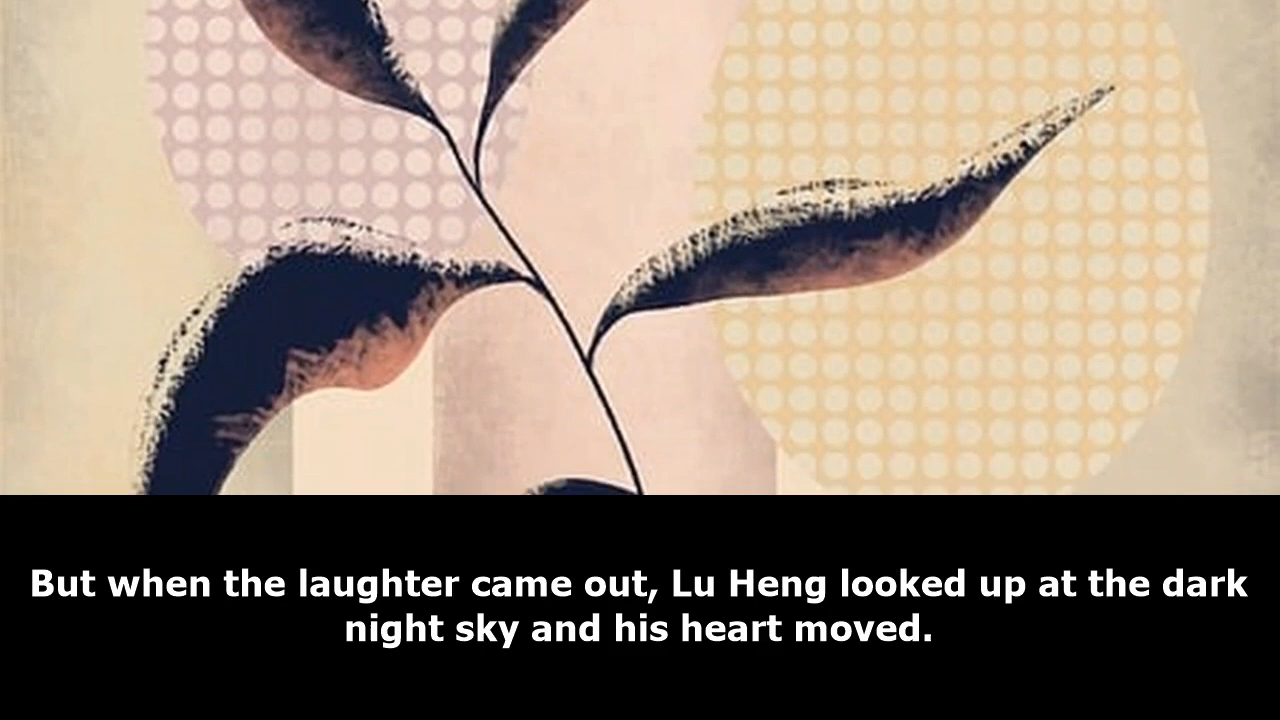 But when the laughter came out, Lu Heng looked up at the dark
night sky and his heart moved.